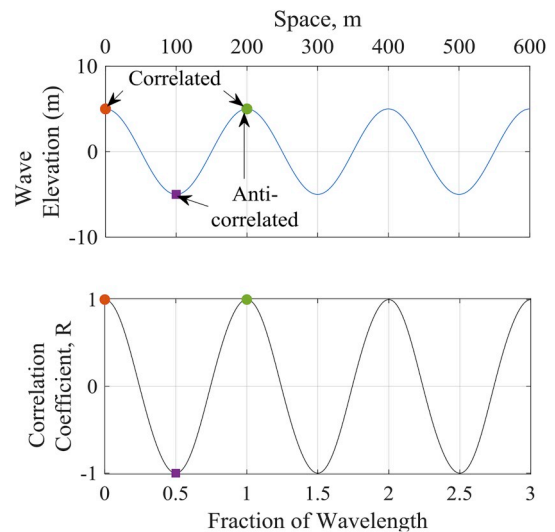 Space, m
0 100 200 300 400 500 600
10
0
-10
Wave
Elevation (m)
Correlated
Anti-
correlated
1
0
-1
Correlation
Coefficient, R
0 0.5 1 1.5 2 2.5 3
Fraction of Wavelength